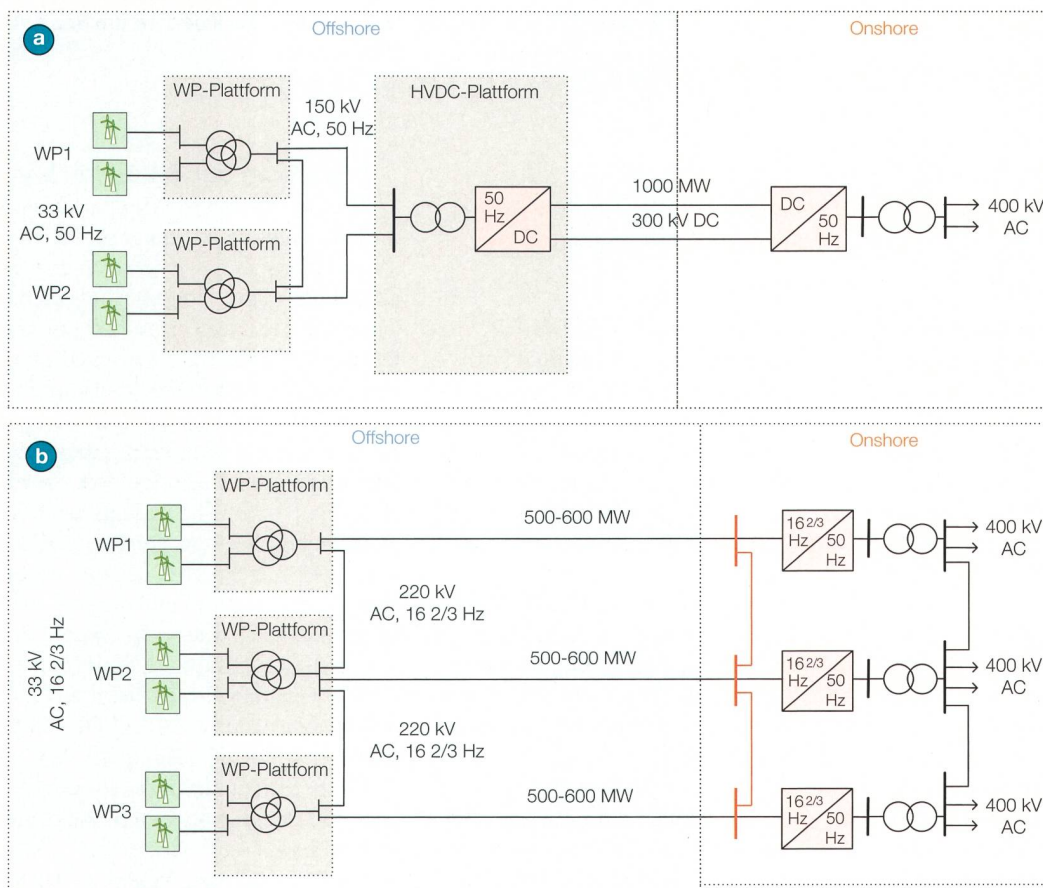 a
Offshore
Onshore
WP-Plattform
HVDC-Plattform
150 kV
AC, 50 Hz
WP1
33 kV
AC, 50 Hz
WP-Plattform
WP2
50
Hz
DC
1000 MW
300 kV DC
DC
50
Hz
400 kV
AC
b
Offshore
Onshore
WP-Plattform
WP1
500-600 MW
16 2/3
Hz
50
Hz
400 kV
AC
220 kV
AC, 16 2/3 Hz
33 kV
AC, 16 2/3 Hz
WP-Plattform
WP2
500-600 MW
16 2/3
Hz
50
Hz
400 kV
AC
220 kV
AC, 16 2/3 Hz
WP-Plattform
WP3
500-600 MW
16 2/3
Hz
50
Hz
400 kV
AC